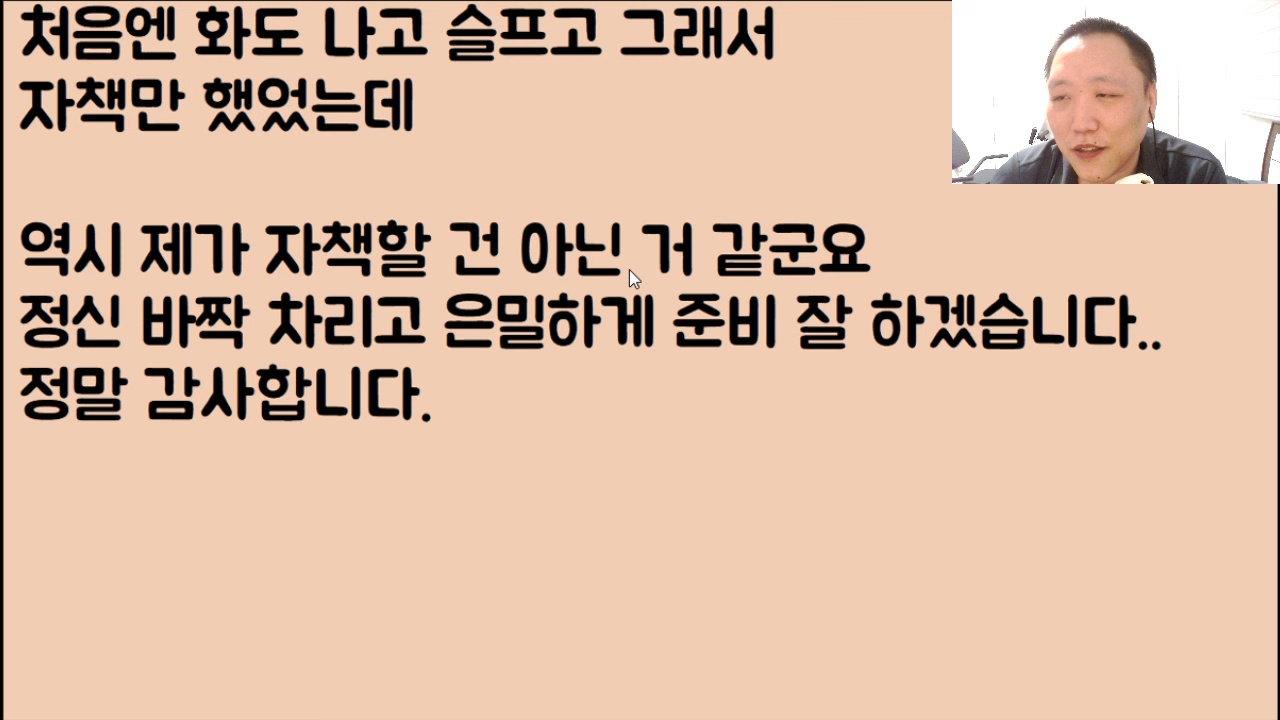 처음엔 화도 나고 슬프고 그래서
자책만 했었는데
역시 제가 자책할 건 아닌 거 같군요
정신 바짝 차리고 은밀하게 준비 잘 하겠습니다..
정말 감사합니다.